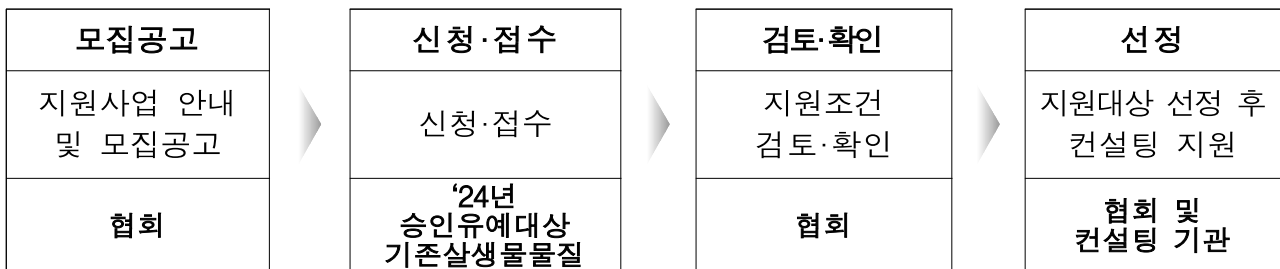 모집공고
지원사업 안내
및 모집공고
협회
신청·접수
신청·접수
‘24년
승인유예대상
기존살생물물질
검토·확인
지원조건
검토·확인
협회
선정
지원대상 선정 후
컨설팅 지원
협회 및
컨설팅 기관